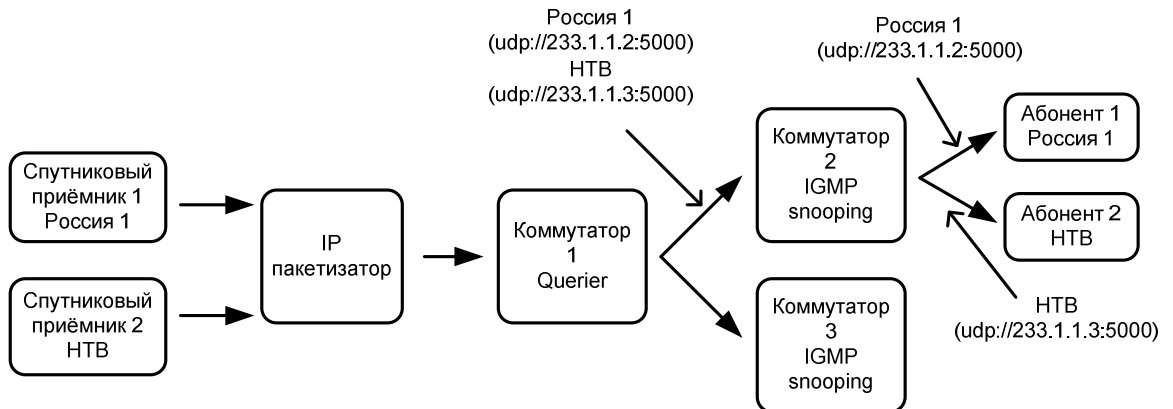 Россия 1
(udp://233.1.1.2:5000)
НТВ
(udp://233.1.1.3:5000)
Россия 1
(udp://233.1.1.2:5000)
Спутниковый
приёмник 1
Россия 1
Спутниковый
приёмник 2
НТВ
IP
пакетизатор
Коммутатор
1
Querier
Коммутатор
2
IGMP
snooping
Коммутатор
3
IGMP
snooping
Абонент 1
Россия 1
Абонент 2
НТВ
НТВ
(udp://233.1.1.3:5000)